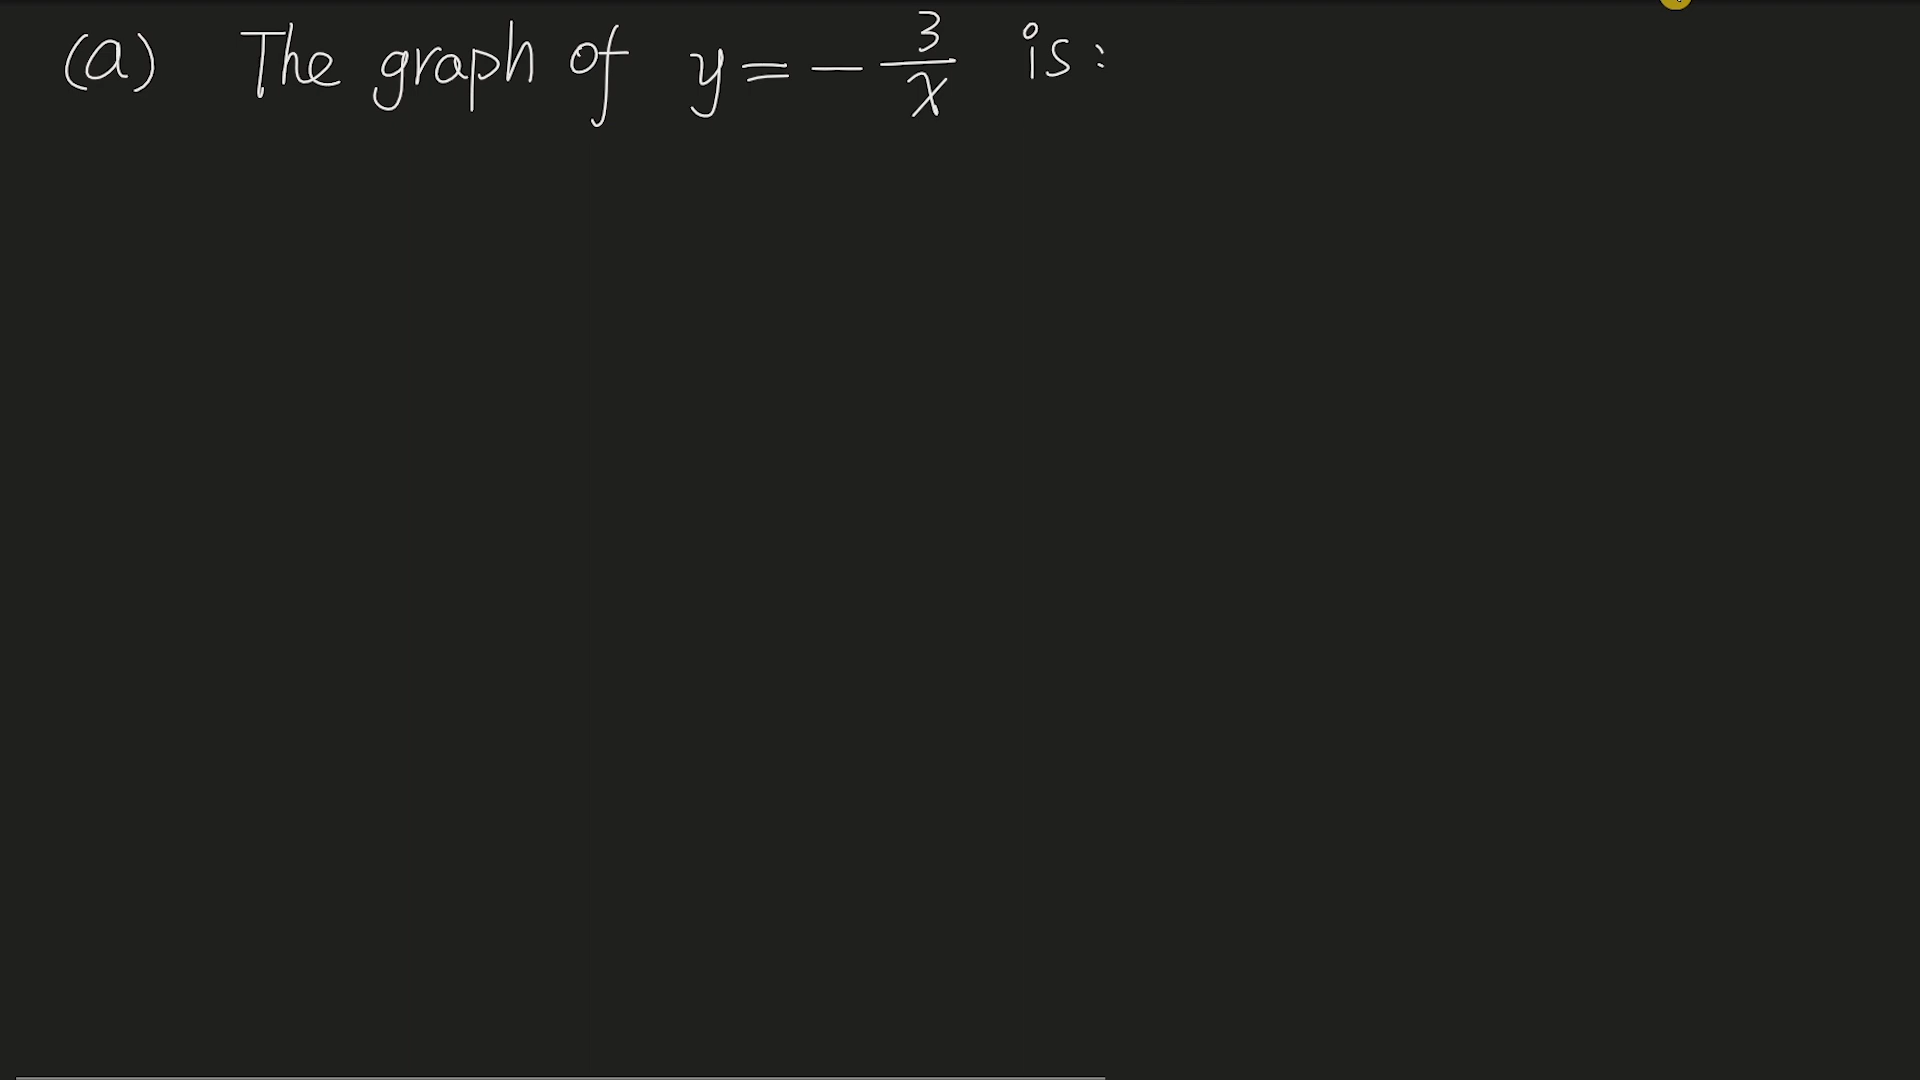 (a) The graph of y = - 3/x is: